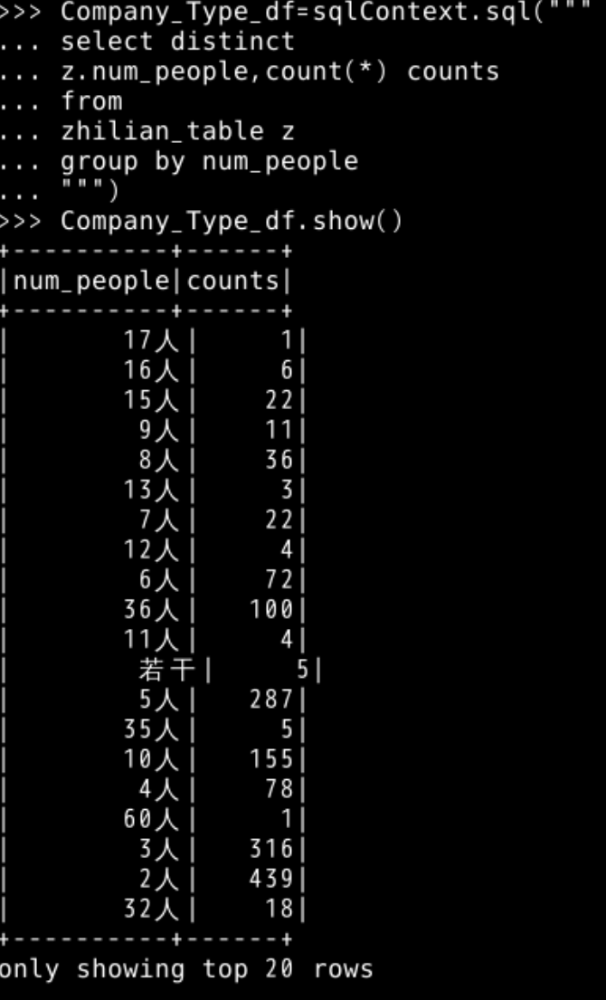 >>> Company_Type_df=sqlContext.sql("""
... select distinct
... z.num_people,count(*) counts
... from
... zhilian_table z
... group by num_people
... """)
>>> Company_Type_df.show()
+----------+------+
|num_people|counts|
+----------+------+
|       17人|     1|
|       16人|     6|
|       15人|    22|
|        9人|    11|
|        8人|    36|
|       13人|     3|
|        7人|    22|
|       12人|     4|
|        6人|    72|
|       36人|   100|
|       11人|     4|
|        若干|     5|
|        5人|   287|
|       35人|     5|
|       10人|   155|
|        4人|    78|
|       60人|     1|
|        3人|   316|
|        2人|   439|
|       32人|    18|
+----------+------+
only showing top 20 rows